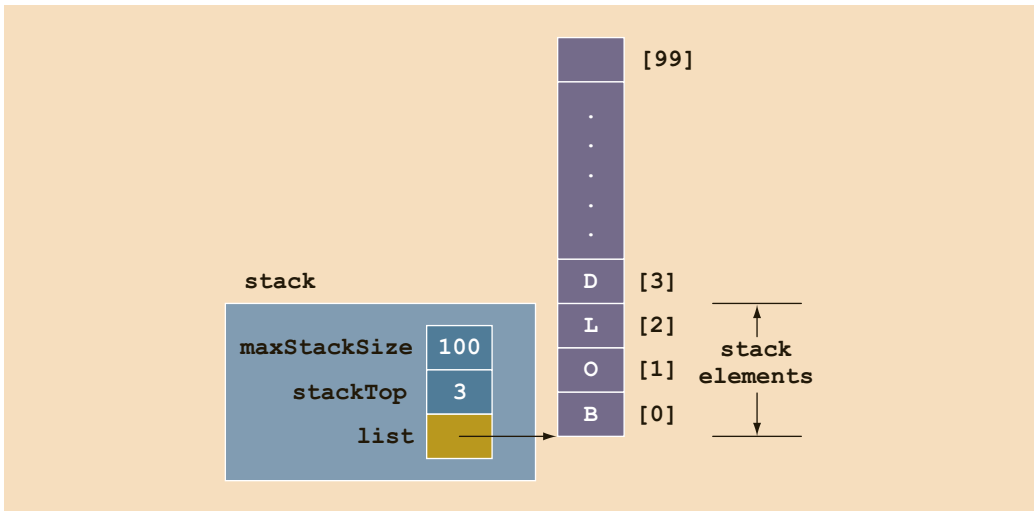 [99]
.
.
.
.
.
stack
D [3]
L [2]
maxStackSize 100
stack
elements
O [1]
stackTop 3
B [0]
list